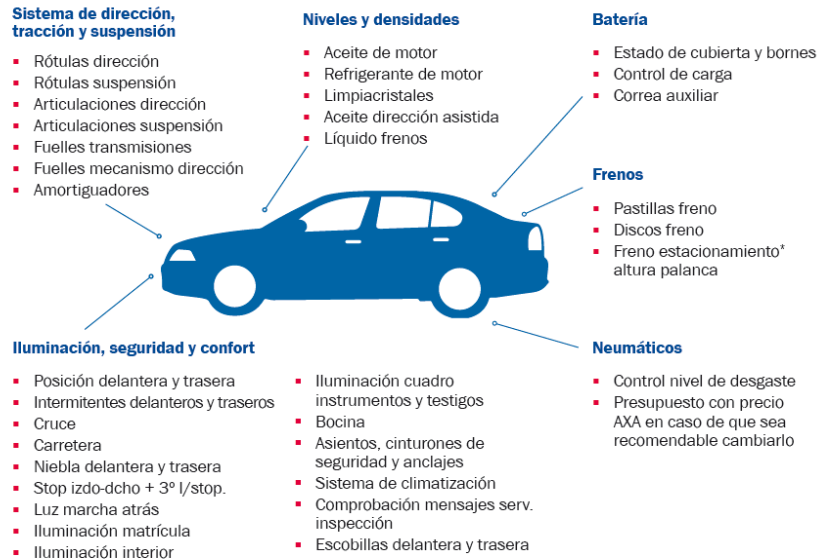 Sistema de dirección,
tracción y suspensión
Rótulas dirección
Rótulas suspensión
Articulaciones dirección
Articulaciones suspensión
Fuelles transmisiones
Fuelles mecanismo dirección
Amortiguadores
Niveles y densidades
Aceite de motor
Refrigerante de motor
Limpiacristales
Aceite dirección asistida
Líquido frenos
Batería
Estado de cubierta y bornes
Control de carga
Correa auxiliar
Frenos
Pastillas freno
Discos freno
Freno estacionamiento*
altura palanca
Iluminación, seguridad y confort
Posición delantera y trasera
Intermitentes delanteros y traseros
Cruce
Carretera
Niebla delantera y trasera
Stop izdo-dcho + 3º l/stop.
Luz marcha atrás
Iluminación matrícula
Iluminación interior
Iluminación cuadro
instrumentos y testigos
Bocina
Asientos, cinturones de
seguridad y anclajes
Sistema de climatización
Comprobación mensajes serv.
inspección
Escobillas delantera y trasera
Neumáticos
Control nivel de desgaste
Presupuesto con precio
AXA en caso de que sea
recomendable cambiarlo